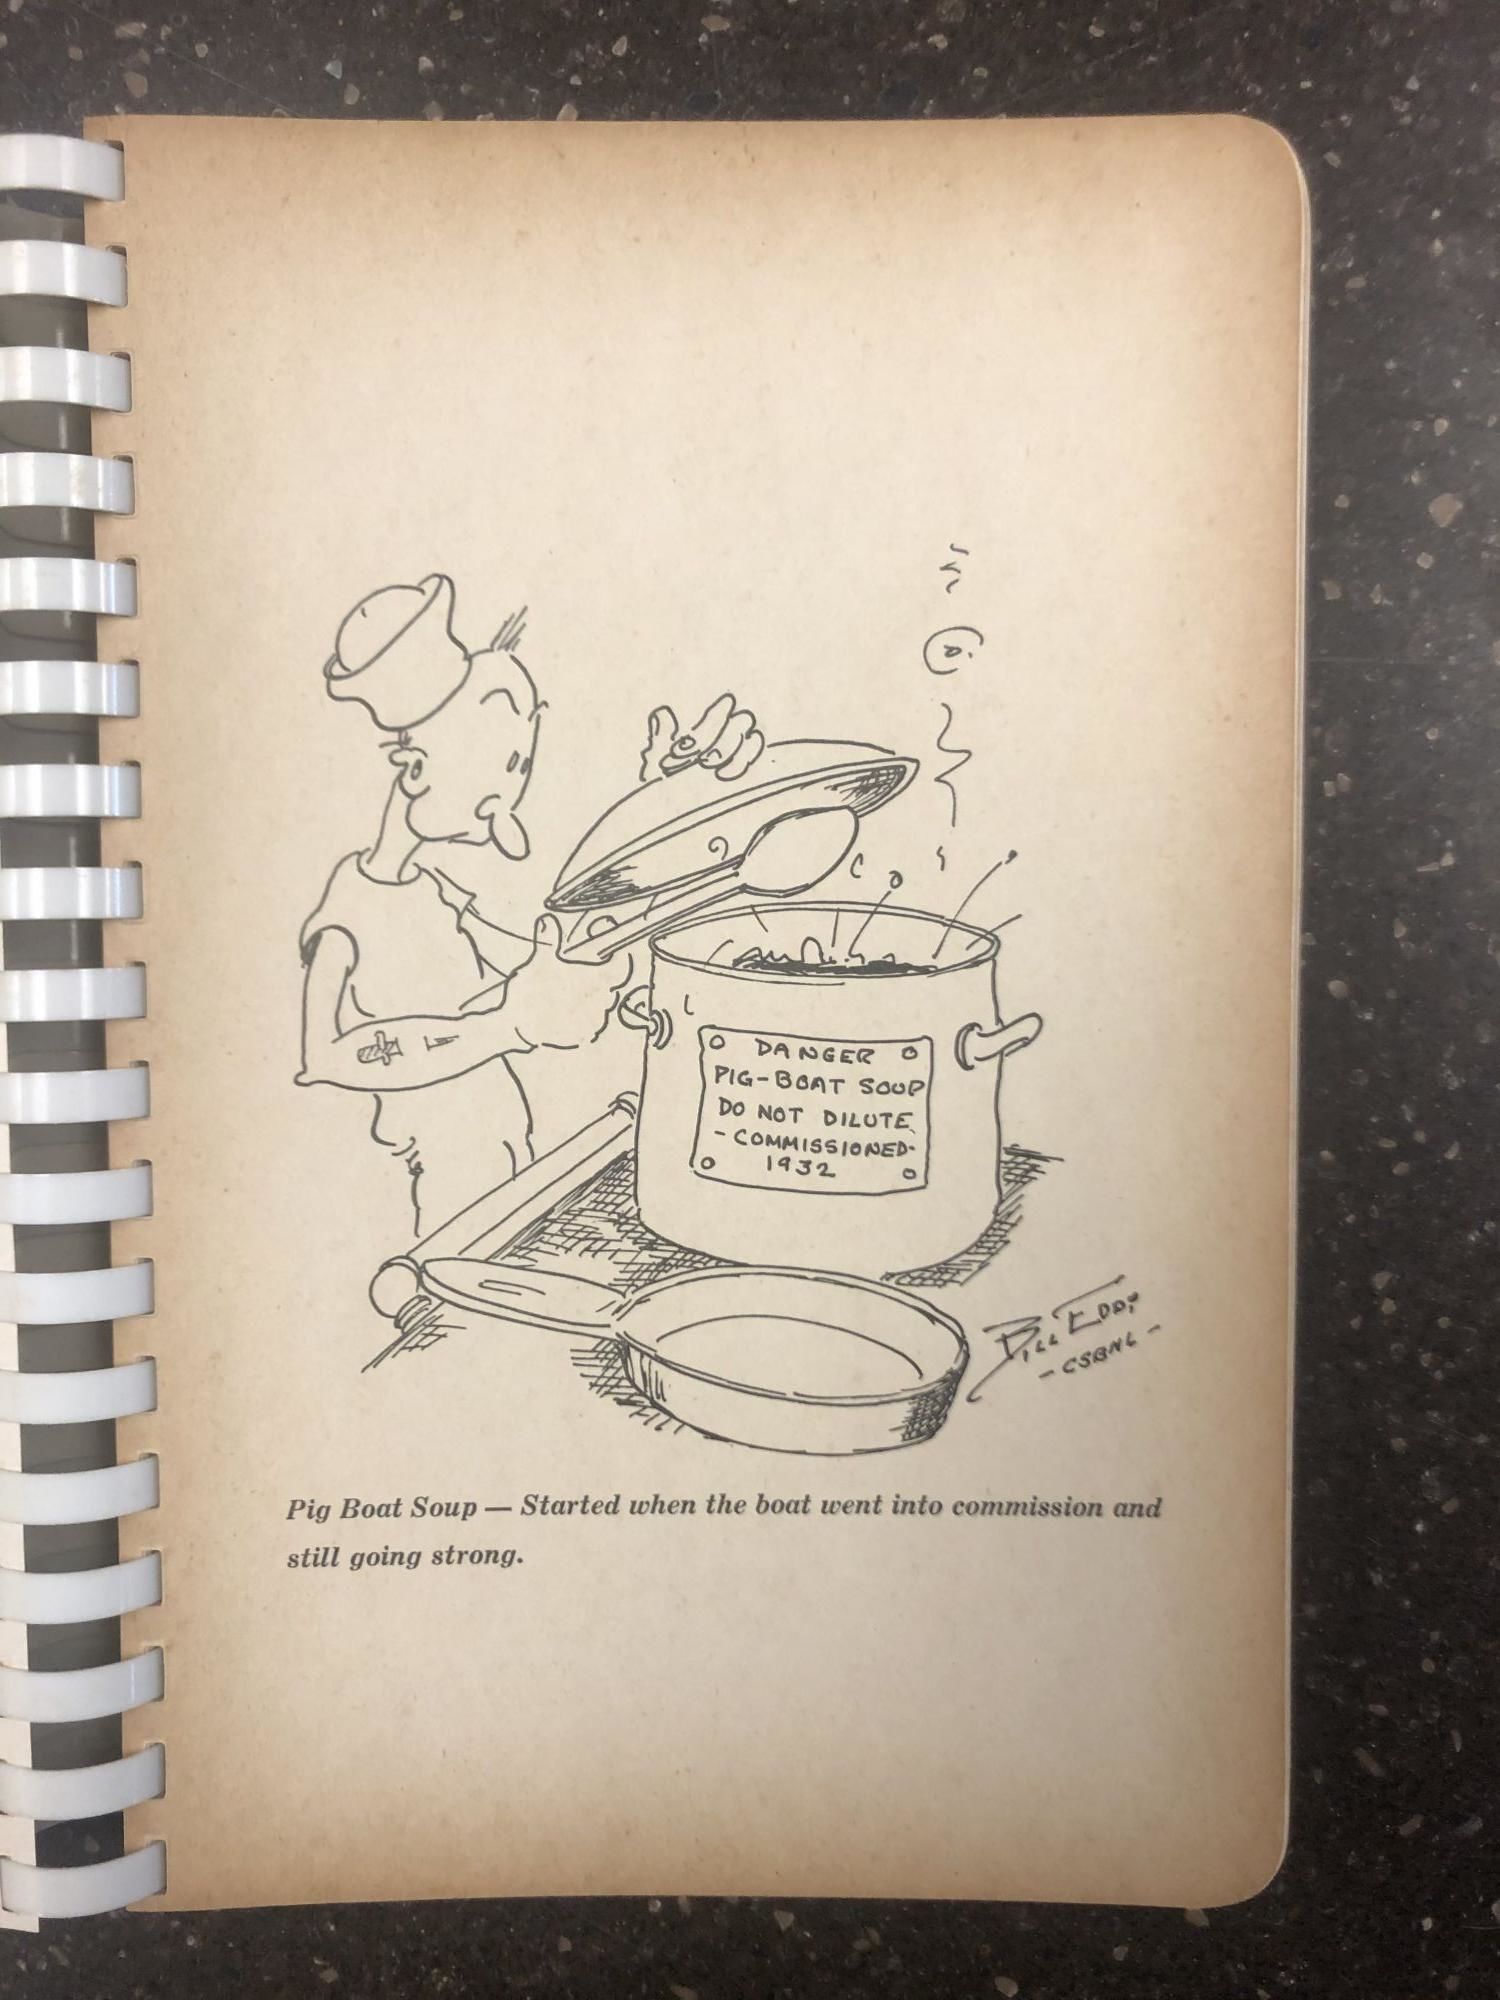 DANGER
PIG-BOAT SOUP
DO NOT DILUTE
-COMMISSIONED-
1932
Bill Eddy
-CSBNL-
Pig Boat Soup — Started when the boat went into commission and
still going strong.